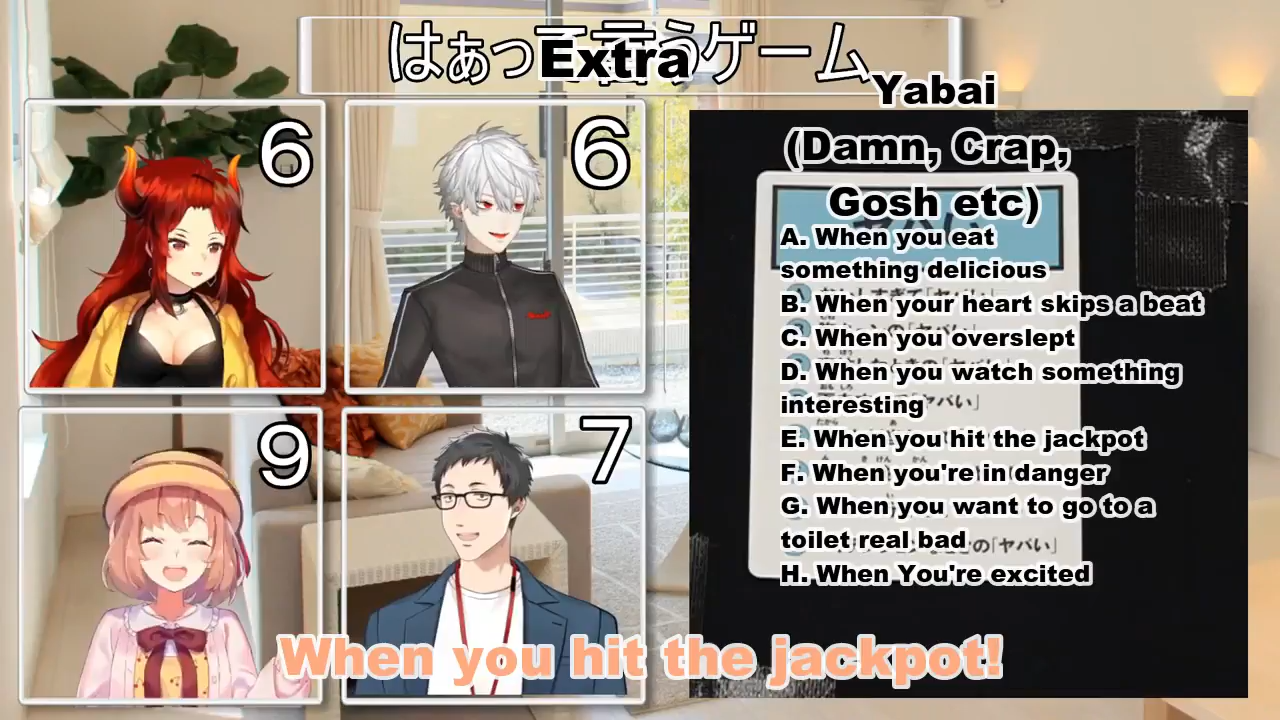 はぁって言うゲーム
Extra
6
6
9
7
Yabai
(Damn, Crap,
Gosh etc)
A. When you eat
something delicious
B. When your heart skips a beat
C. When you overslept
D. When you watch something
interesting
E. When you hit the jackpot
F. When you're in danger
G. When you want to go to a
toilet real bad
H. When You're excited
When you hit the jackpot!